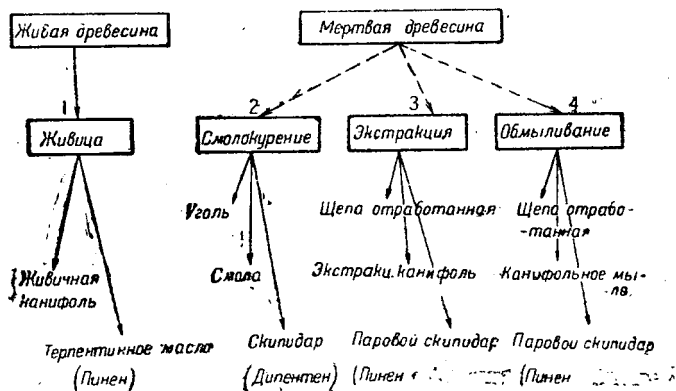 Живая древесина Мертвая древесина
1 2 3 4
Живица Смолокурение Экстракция Обмыливание
Уголь Щепа отработанная Щепа отрабо-
танная
Живичная Смола Экстракц. канифоль Канифольное мы-
канифоль ло
Терпентинное масло Скипидар Паровой скипидар Паровой скипидар
(Пинен) (Дипентен) (Пинен + (Пинен